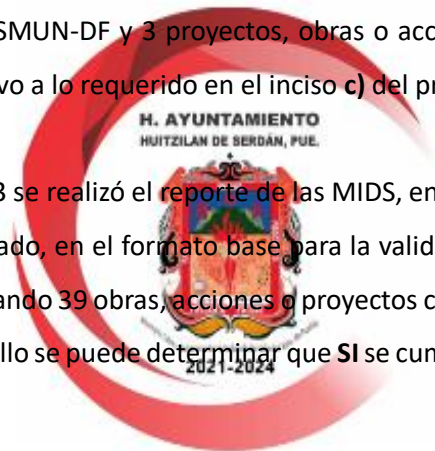 SMUN-DF y 3 proyectos, obras o acc
vo a lo requerido en el inciso c) del pr
H. AYUNTAMIENTO
HUITZILAN DE SERDÁN, PUE.
3 se realizó el reporte de las MIDS, en
ado, en el formato base para la valid
ando 39 obras, acciones o proyectos c
llo se puede determinar que SI se cum
2021-2024